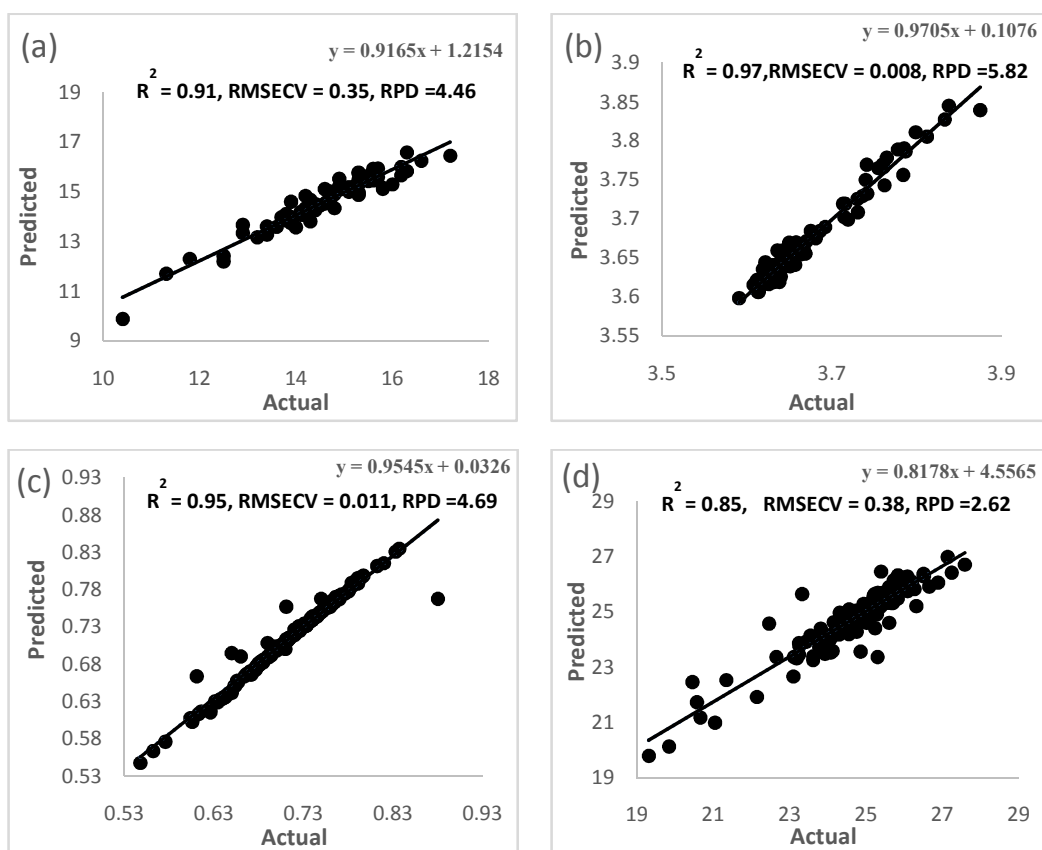 (a)
y = 0.9165x + 1.2154
R² = 0.91, RMSECV = 0.35, RPD =4.46
19
17
15
13
11
9
Predicted
10 12 14 16 18
Actual
(b)
y = 0.9705x + 0.1076
R² = 0.97,RMSECV = 0.008, RPD =5.82
3.9
3.85
3.8
3.75
3.7
3.65
3.6
3.55
Predicted
3.5 3.7 3.9
Actual
(c)
y = 0.9545x + 0.0326
R² = 0.95, RMSECV = 0.011, RPD =4.69
0.93
0.88
0.83
0.78
0.73
0.68
0.63
0.58
0.53
Predicted
0.53 0.63 0.73 0.83 0.93
Actual
(d)
y = 0.8178x + 4.5565
R² = 0.85, RMSECV = 0.38, RPD =2.62
29
27
25
23
21
19
Predicted
19 21 23 25 27 29
Actual